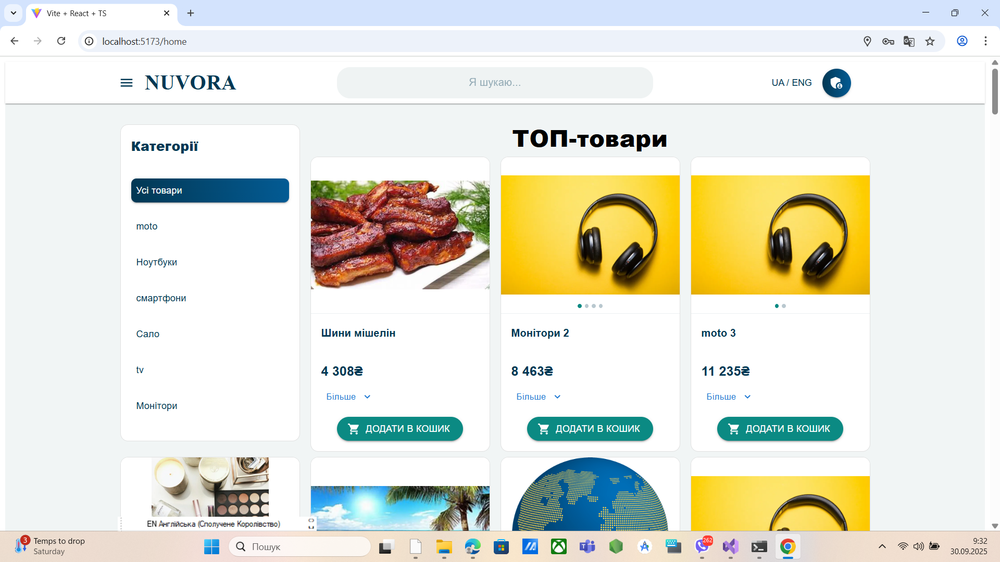 Vite + React + TS
localhost:5173/home
NUVORA
Я шукаю...
UA / ENG
Категорії
Усі товари
moto
Ноутбуки
смартфони
Сало
tv
Монітори
ТОП-товари
Шини мішелін
4 308₴
Більше
ДОДАТИ В КОШИК
Монітори 2
8 463₴
Більше
ДОДАТИ В КОШИК
moto 3
11 235₴
Більше
ДОДАТИ В КОШИК
EN Англійська (Сполучене Королівство)
3
Temps to drop
Saturday
Пошук
262
9:32
30.09.2025